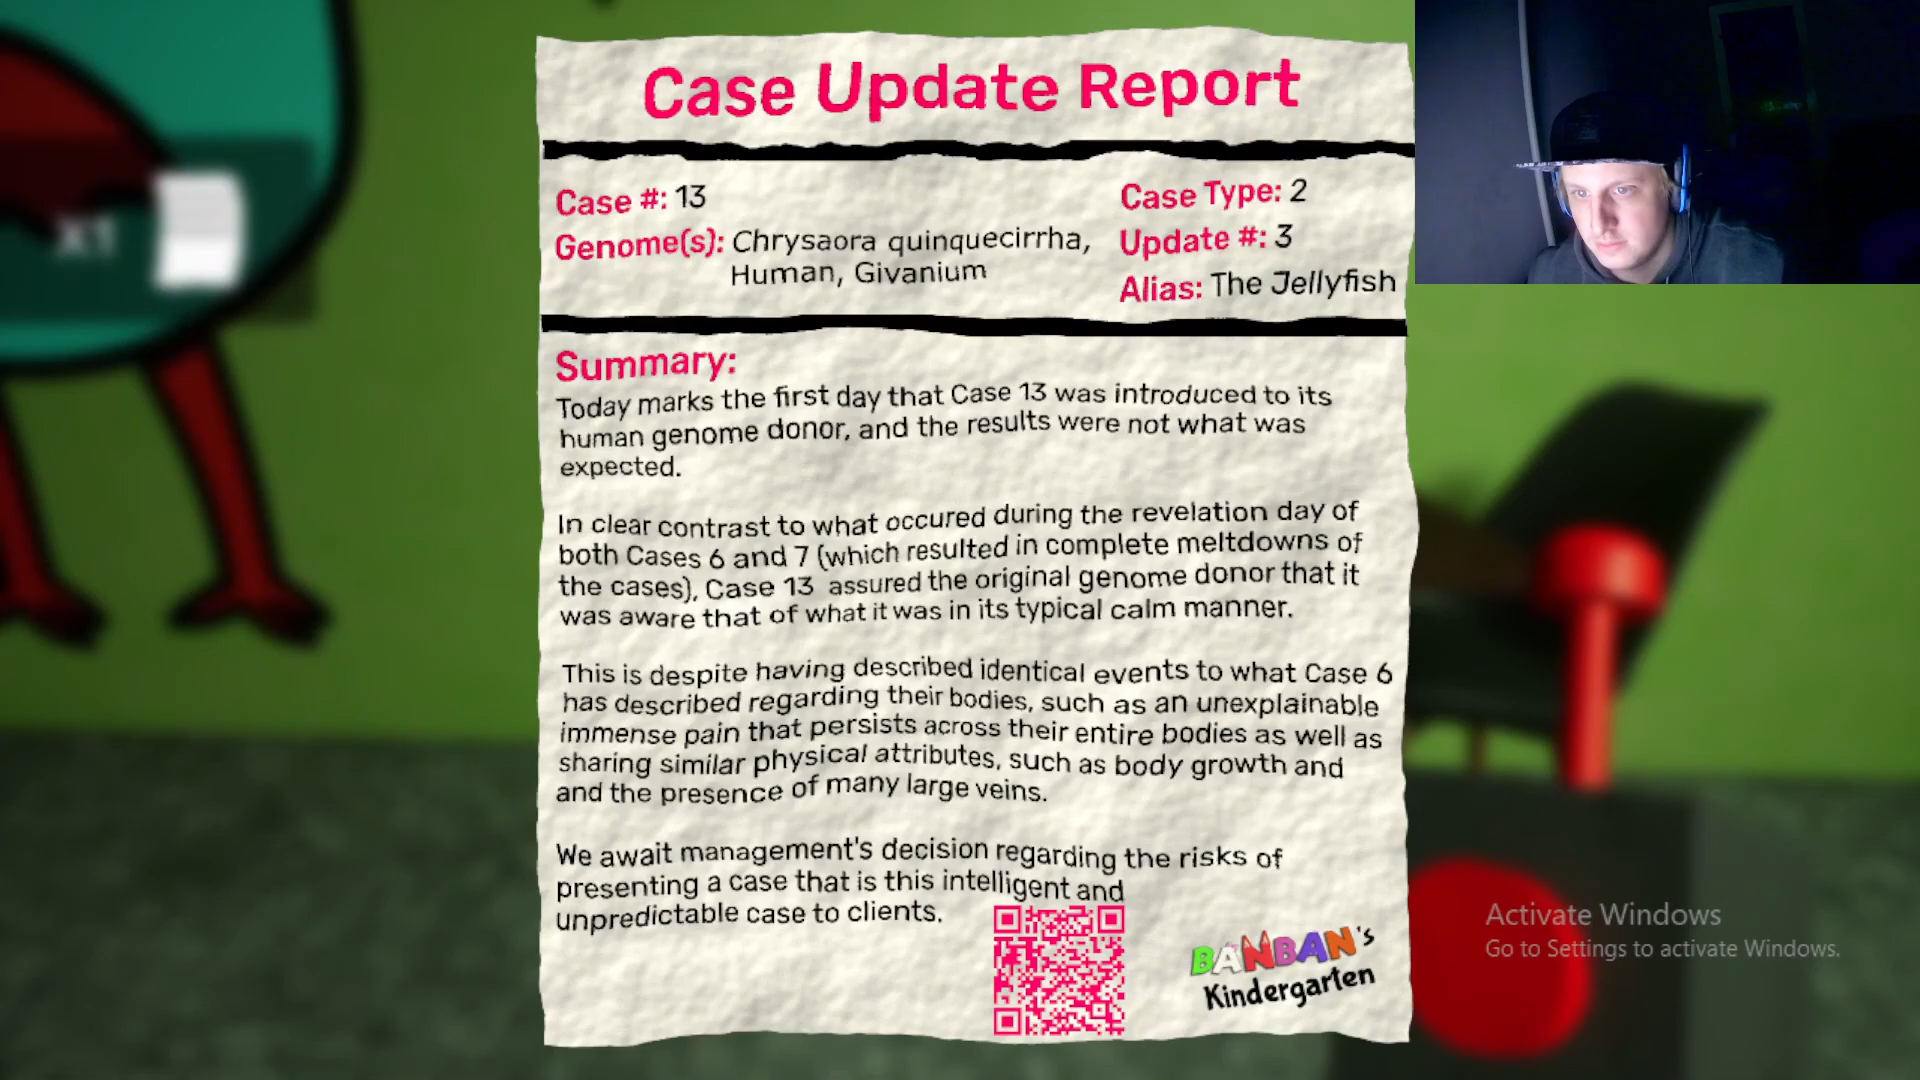 Case Update Report
Case #: 13
Genome(s): Chrysaora quinquecirrha,
Human, Givanium
Case Type: 2
Update #: 3
Alias: The Jellyfish
Summary:
Today marks the first day that Case 13 was introduced to its
human genome donor, and the results were not what was
expected.
In clear contrast to what occured during the revelation day of
both Cases 6 and 7 (which resulted in complete meltdowns of
the cases), Case 13 assured the original genome donor that it
was aware that of what it was in its typical calm manner.
This is despite having described identical events to what Case 6
has described regarding their bodies, such as an unexplainable
immense pain that persists across their entire bodies as well as
sharing similar physical attributes, such as body growth and
and the presence of many large veins.
We await management's decision regarding the risks of
presenting a case that is this intelligent and
unpredictable case to clients.
BANBAN's
Kindergarten
x1
Activate Windows
Go to Settings to activate Windows.